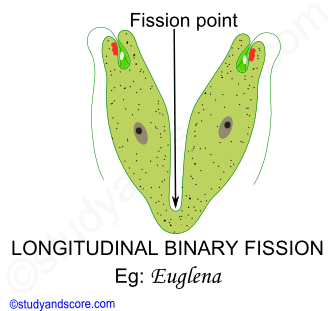 Fission point
LONGITUDINAL BINARY FISSION
Eg: Euglena
©studyandscore.com